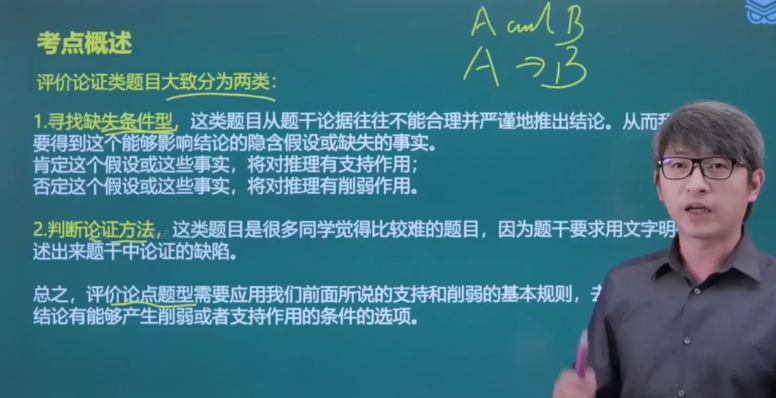 A and B
A → B
考点概述
评价论证类题目大致分为两类：
1.寻找缺失条件型，这类题目从题干论据往往不能合理并严谨地推出结论。从而
要得到这个能够影响结论的隐含假设或缺失的事实。
肯定这个假设或这些事实，将对推理有支持作用；
否定这个假设或这些事实，将对推理有削弱作用。
2.判断论证方法，这类题目是很多同学觉得比较难的题目，因为题干要求用文字明
述出来题干中论证的缺陷。
总之，评价论点题型需要应用我们前面所说的支持和削弱的基本规则，去
结论有能够产生削弱或者支持作用的条件的选项。